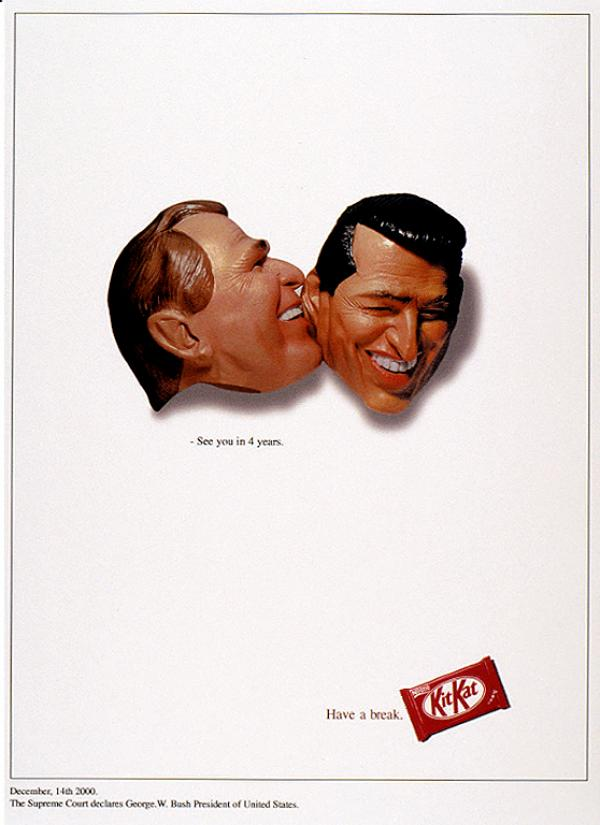 - See you in 4 years.
Have a break.
Nestlé
KitKat
December, 14th 2000.
The Supreme Court declares George.W. Bush President of United States.